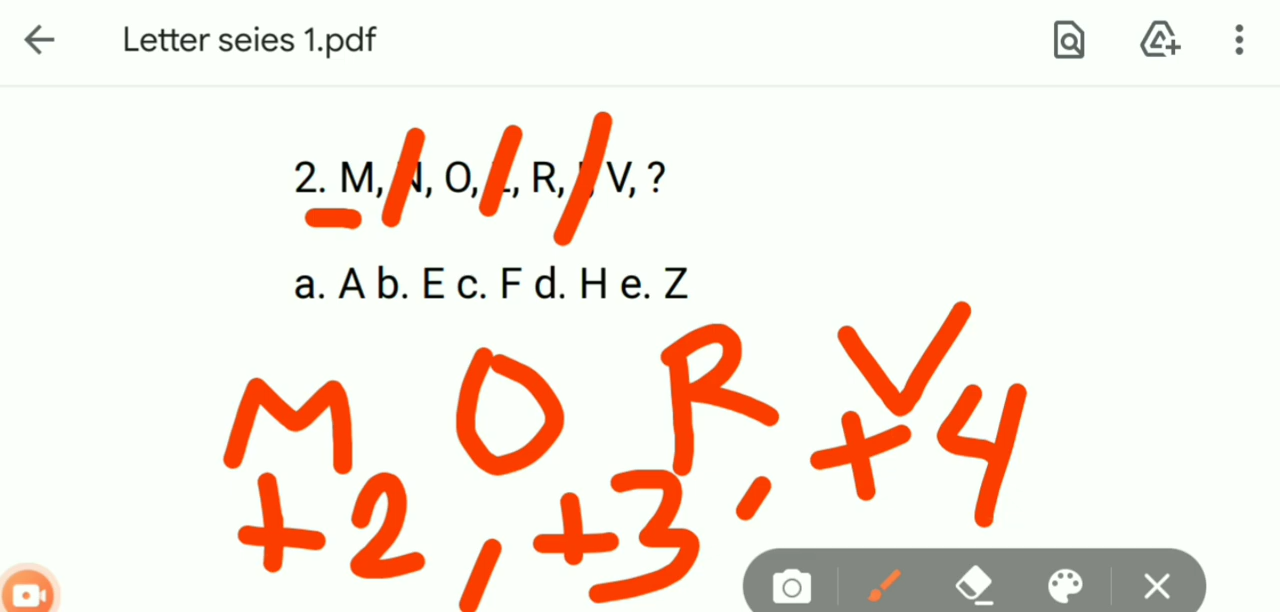 Letter seies 1.pdf
2. M, N, O, L, R, I, V, ?
a. A b. E c. F d. H e. Z
M O R V
+2, +3, +4